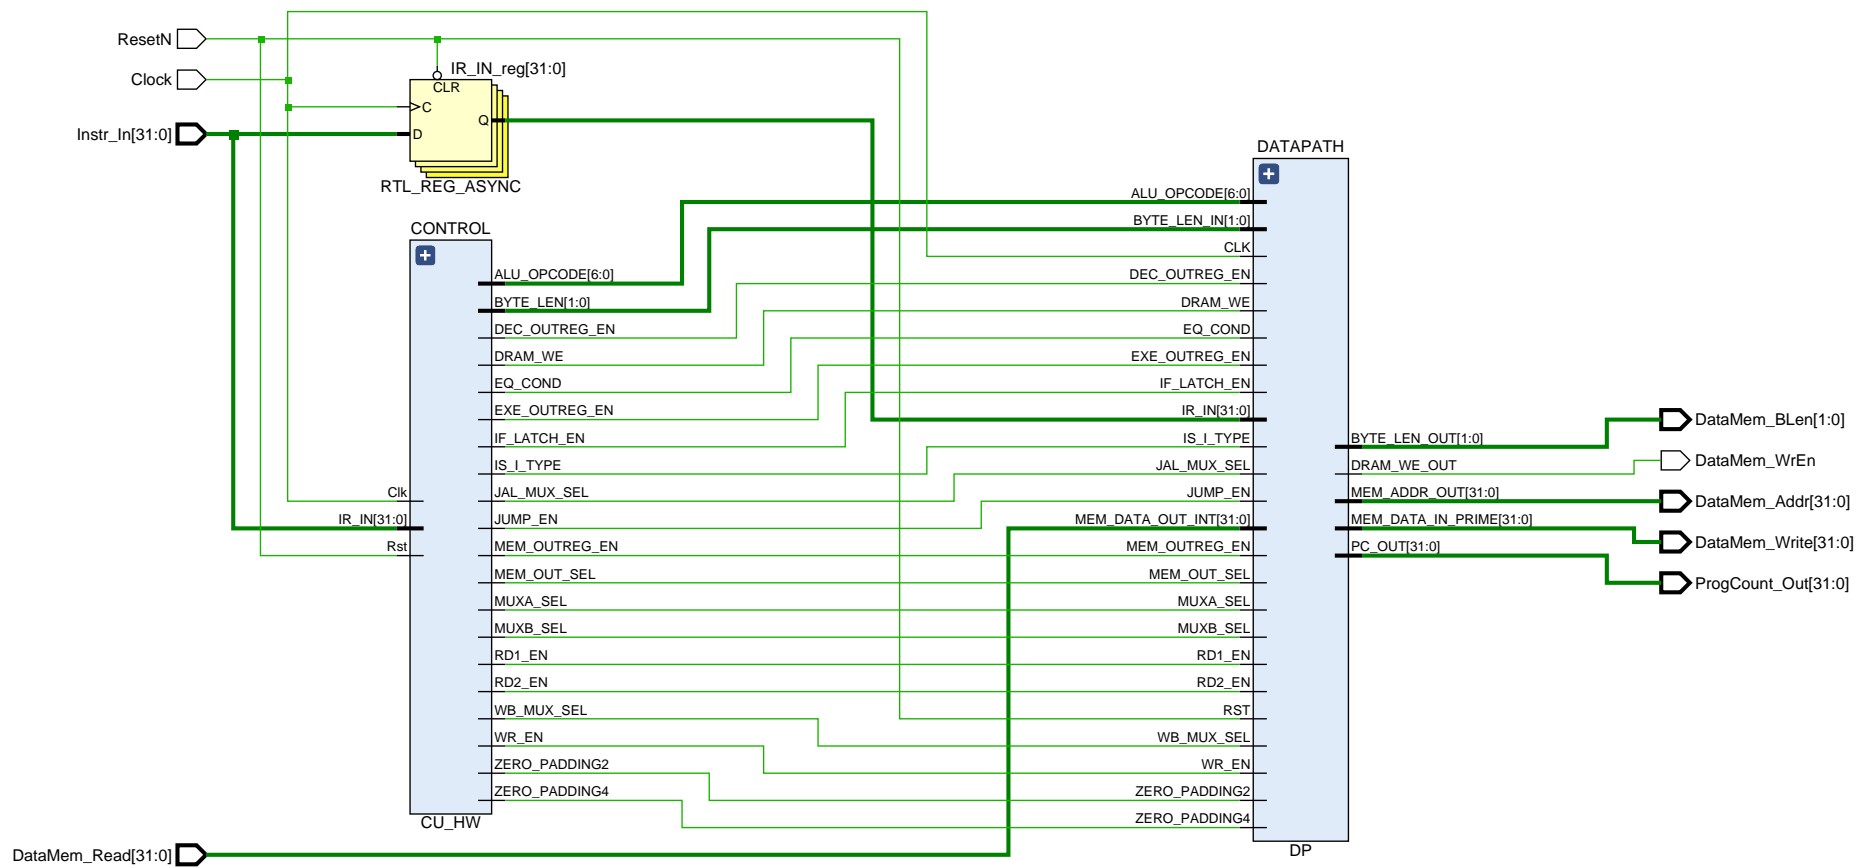 ResetN
Clock
Instr_In[31:0]
DataMem_Read[31:0]
IR_IN_reg[31:0]
CLR
C
D
Q
RTL_REG_ASYNC
CONTROL
Clk
IR_IN[31:0]
Rst
ALU_OPCODE[6:0]
BYTE_LEN[1:0]
DEC_OUTREG_EN
DRAM_WE
EQ_COND
EXE_OUTREG_EN
IF_LATCH_EN
IS_I_TYPE
JAL_MUX_SEL
JUMP_EN
MEM_OUTREG_EN
MEM_OUT_SEL
MUXA_SEL
MUXB_SEL
RD1_EN
RD2_EN
WB_MUX_SEL
WR_EN
ZERO_PADDING2
ZERO_PADDING4
CU_HW
DATAPATH
ALU_OPCODE[6:0]
BYTE_LEN_IN[1:0]
CLK
DEC_OUTREG_EN
DRAM_WE
EQ_COND
EXE_OUTREG_EN
IF_LATCH_EN
IR_IN[31:0]
IS_I_TYPE
JAL_MUX_SEL
JUMP_EN
MEM_DATA_OUT_INT[31:0]
MEM_OUTREG_EN
MEM_OUT_SEL
MUXA_SEL
MUXB_SEL
RD1_EN
RD2_EN
RST
WB_MUX_SEL
WR_EN
ZERO_PADDING2
ZERO_PADDING4
BYTE_LEN_OUT[1:0]
DRAM_WE_OUT
MEM_ADDR_OUT[31:0]
MEM_DATA_IN_PRIME[31:0]
PC_OUT[31:0]
DP
DataMem_BLen[1:0]
DataMem_WrEn
DataMem_Addr[31:0]
DataMem_Write[31:0]
ProgCount_Out[31:0]